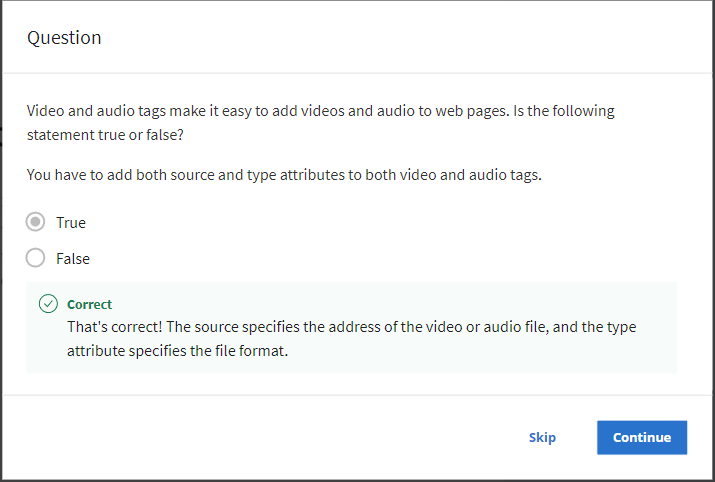 Question
Video and audio tags make it easy to add videos and audio to web pages. Is the following
statement true or false?
You have to add both source and type attributes to both video and audio tags.
True
False
Correct
That's correct! The source specifies the address of the video or audio file, and the type
attribute specifies the file format.
Skip
Continue